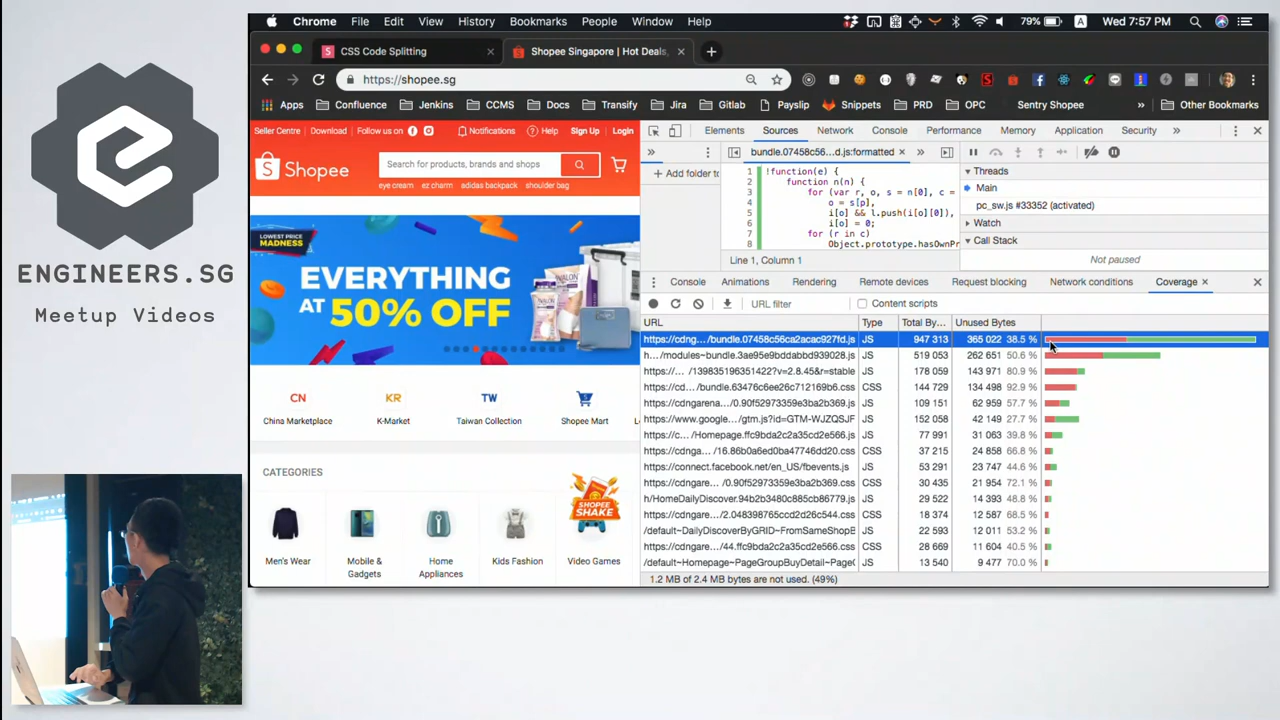 ENGINEERS.SG
Meetup Videos
Chrome File Edit View History Bookmarks People Window Help
79% A Wed 7:57 PM
CSS Code Splitting
Shopee Singapore | Hot Deals,
https://shopee.sg
Apps Confluence Jenkins CCMS Docs Transify Jira Gitlab Payslip Snippets PRD OPC Sentry Shopee » Other Bookmarks
Seller Centre Download Follow us on Notifications Help Sign Up Login
Shopee
Search for products, brands and shops
eye cream ez charm adidas backpack shoulder bag
LOWEST PRICE
MADNESS
EVERYTHING
AT 50% OFF
AVALON
CN KR TW
China Marketplace K-Market Taiwan Collection Shopee Mart
CATEGORIES
SHOPEE
SHAKE
Men's Wear
Mobile &
Gadgets
Home
Appliances
Kids Fashion
Video Games
Elements Sources Network Console Performance Memory Application Security »
» bundle.07458c56...d.js:formatted × »
+ Add folder to
1 !function(e) {
2 function n(n) {
3 for (var r, o, s = n[0], c =
4 o = s[p],
5 i[o] && l.push(i[o][0]),
6 i[o] = 0;
7 for (r in c)
8 Object.prototype.hasOwnPr
Line 1, Column 1
Threads
Main
pc_sw.js #33352 (activated)
Watch
Call Stack
Not paused
Console Animations Rendering Remote devices Request blocking Network conditions Coverage ×
URL filter Content scripts
URL Type Total By... Unused Bytes
https://cdng.../bundle.07458c56ca2acac927fd.js JS 947 313 365 022 38.5 %
h.../modules~bundle.3ae95e9bddabbd939028.js JS 519 053 262 651 50.6 %
https://... /139835196351422?v=2.8.45&r=stable JS 178 059 143 971 80.9 %
https://cd.../bundle.63476c6ee26c712169b6.css CSS 144 729 134 498 92.9 %
https://cdngarena.../0.90f52973359e3ba2b369.js JS 109 151 62 959 57.7 %
https://www.google.../gtm.js?id=GTM-WJZQSJF JS 152 058 42 149 27.7 %
https://c.../Homepage.ffc9bda2c2a35cd2e566.js JS 77 991 31 063 39.8 %
https://cdnga.../16.86b0a6ed0a47746dd20.css CSS 37 215 24 858 66.8 %
https://connect.facebook.net/en_US/fbevents.js JS 53 291 23 747 44.6 %
https://cdngare.../0.90f52973359e3ba2b369.css CSS 30 435 21 954 72.1 %
h/HomeDailyDiscover.94b2b3480c885cb86779.js JS 29 522 14 393 48.8 %
https://cdngare.../2.048398765ccd2d26c544.css CSS 18 374 12 587 68.5 %
/default~DailyDiscoverByGRID~FromSameShopB JS 22 593 12 011 53.2 %
https://cdngare.../44.ffc9bda2c2a35cd2e566.css CSS 28 669 11 604 40.5 %
/default~Homepage~PageGroupBuyDetail~PageG JS 13 540 9 477 70.0 %
1.2 MB of 2.4 MB bytes are not used. (49%)